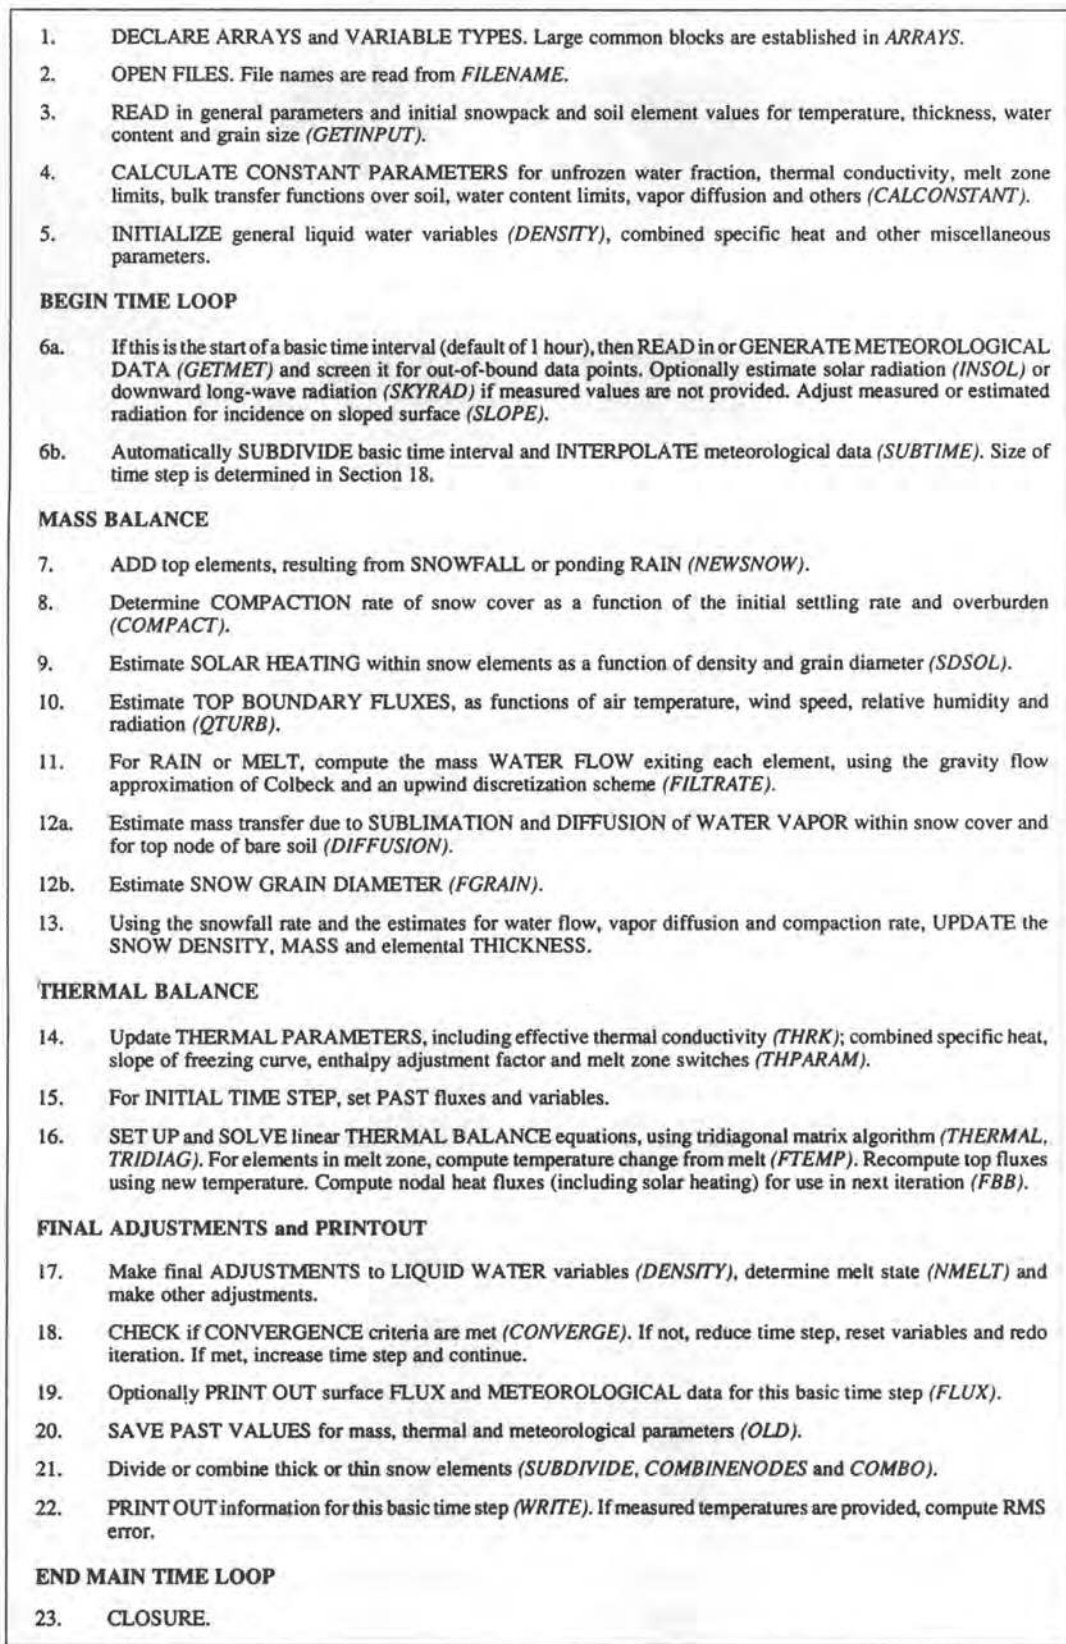 1. DECLARE ARRAYS and VARIABLE TYPES. Large common blocks are established in ARRAYS.
2. OPEN FILES. File names are read from FILENAME.
3. READ in general parameters and initial snowpack and soil element values for temperature, thickness, water
content and grain size (GETINPUT).
4. CALCULATE CONSTANT PARAMETERS for unfrozen water fraction, thermal conductivity, melt zone
limits, bulk transfer functions over soil, water content limits, vapor diffusion and others (CALCONSTANT).
5. INITIALIZE general liquid water variables (DENSITY), combined specific heat and other miscellaneous
parameters.
BEGIN TIME LOOP
6a. If this is the start of a basic time interval (default of 1 hour), then READ in or GENERATE METEOROLOGICAL
DATA (GETMET) and screen it for out-of-bound data points. Optionally estimate solar radiation (INSOL) or
downward long-wave radiation (SKYRAD) if measured values are not provided. Adjust measured or estimated
radiation for incidence on sloped surface (SLOPE).
6b. Automatically SUBDIVIDE basic time interval and INTERPOLATE meteorological data (SUBTIME). Size of
time step is determined in Section 18.
MASS BALANCE
7. ADD top elements, resulting from SNOWFALL or ponding RAIN (NEWSNOW).
8. Determine COMPACTION rate of snow cover as a function of the initial settling rate and overburden
(COMPACT).
9. Estimate SOLAR HEATING within snow elements as a function of density and grain diameter (SDSOL).
10. Estimate TOP BOUNDARY FLUXES, as functions of air temperature, wind speed, relative humidity and
radiation (QTURB).
11. For RAIN or MELT, compute the mass WATER FLOW exiting each element, using the gravity flow
approximation of Colbeck and an upwind discretization scheme (FILTRATE).
12a. Estimate mass transfer due to SUBLIMATION and DIFFUSION of WATER VAPOR within snow cover and
for top node of bare soil (DIFFUSION).
12b. Estimate SNOW GRAIN DIAMETER (FGRAIN).
13. Using the snowfall rate and the estimates for water flow, vapor diffusion and compaction rate, UPDATE the
SNOW DENSITY, MASS and elemental THICKNESS.
THERMAL BALANCE
14. Update THERMAL PARAMETERS, including effective thermal conductivity (THRK); combined specific heat,
slope of freezing curve, enthalpy adjustment factor and melt zone switches (THPARAM).
15. For INITIAL TIME STEP, set PAST fluxes and variables.
16. SET UP and SOLVE linear THERMAL BALANCE equations, using tridiagonal matrix algorithm (THERMAL,
TRIDIAG). For elements in melt zone, compute temperature change from melt (FTEMP). Recompute top fluxes
using new temperature. Compute nodal heat fluxes (including solar heating) for use in next iteration (FBB).
FINAL ADJUSTMENTS and PRINTOUT
17. Make final ADJUSTMENTS to LIQUID WATER variables (DENSITY), determine melt state (NMELT) and
make other adjustments.
18. CHECK if CONVERGENCE criteria are met (CONVERGE). If not, reduce time step, reset variables and redo
iteration. If met, increase time step and continue.
19. Optionally PRINT OUT surface FLUX and METEOROLOGICAL data for this basic time step (FLUX).
20. SAVE PAST VALUES for mass, thermal and meteorological parameters (OLD).
21. Divide or combine thick or thin snow elements (SUBDIVIDE, COMBINENODES and COMBO).
22. PRINT OUT information for this basic time step (WRITE). If measured temperatures are provided, compute RMS
error.
END MAIN TIME LOOP
23. CLOSURE.